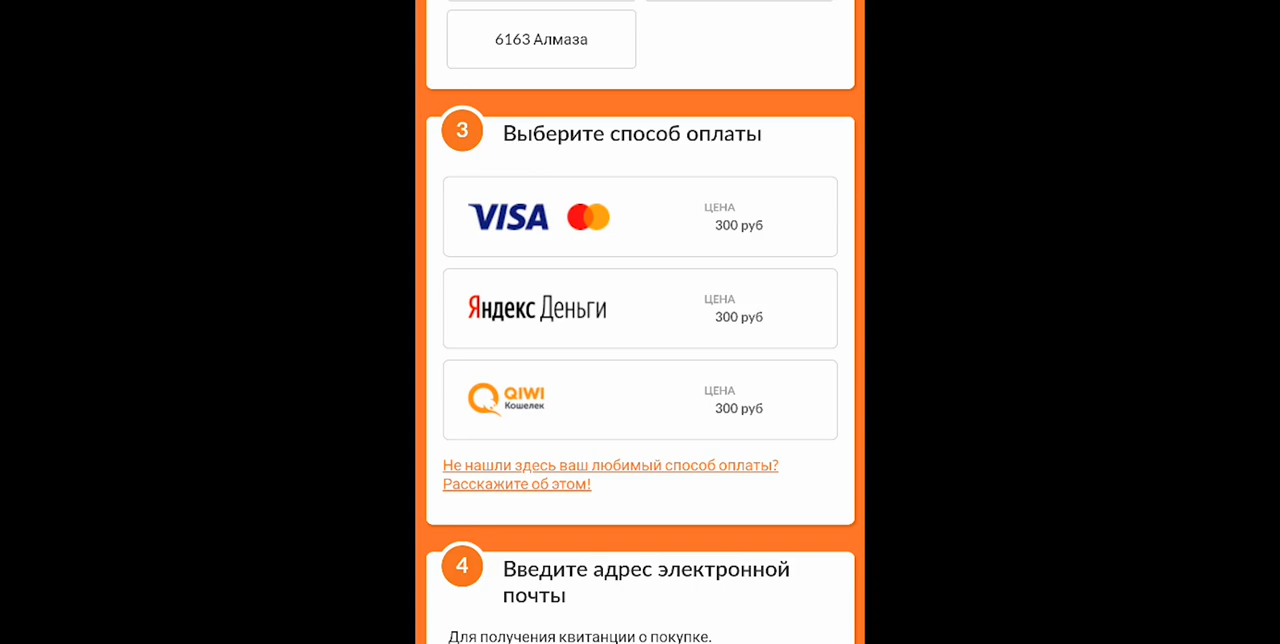 6163 Алмаза
3
Выберите способ оплаты
VISA
ЦЕНА
300 руб
Яндекс Деньги
ЦЕНА
300 руб
QIWI
Кошелек
ЦЕНА
300 руб
Не нашли здесь ваш любимый способ оплаты?
Расскажите об этом!
4
Введите адрес электронной
почты
Для получения квитанции о покупке.